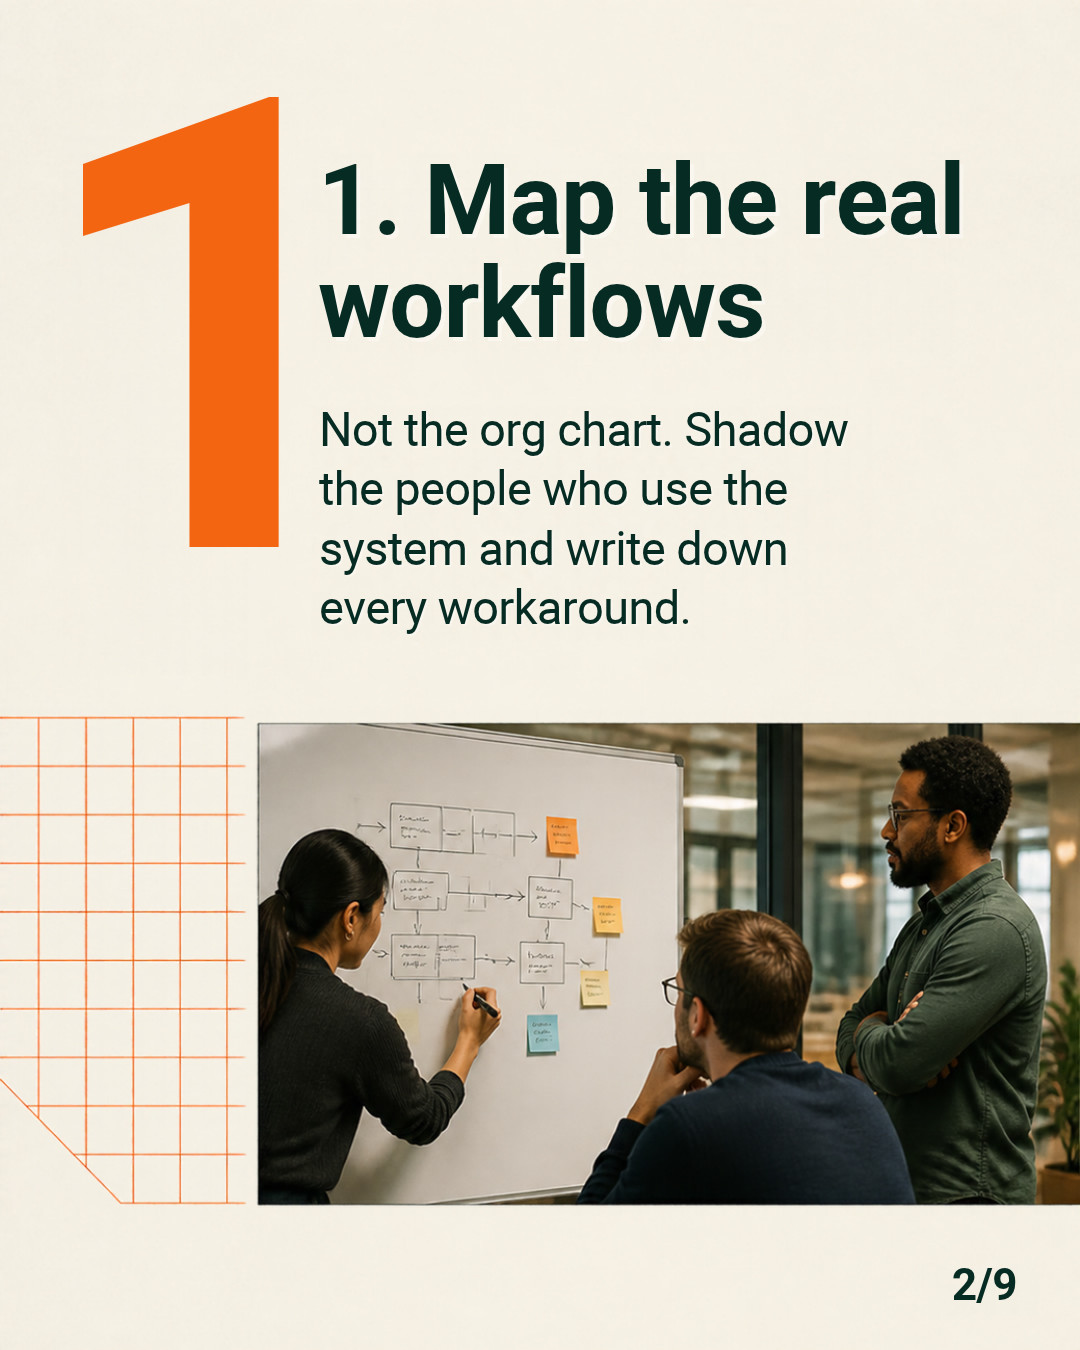 1
1. Map the real
workflows
Not the org chart. Shadow
the people who use the
system and write down
every workaround.
2/9